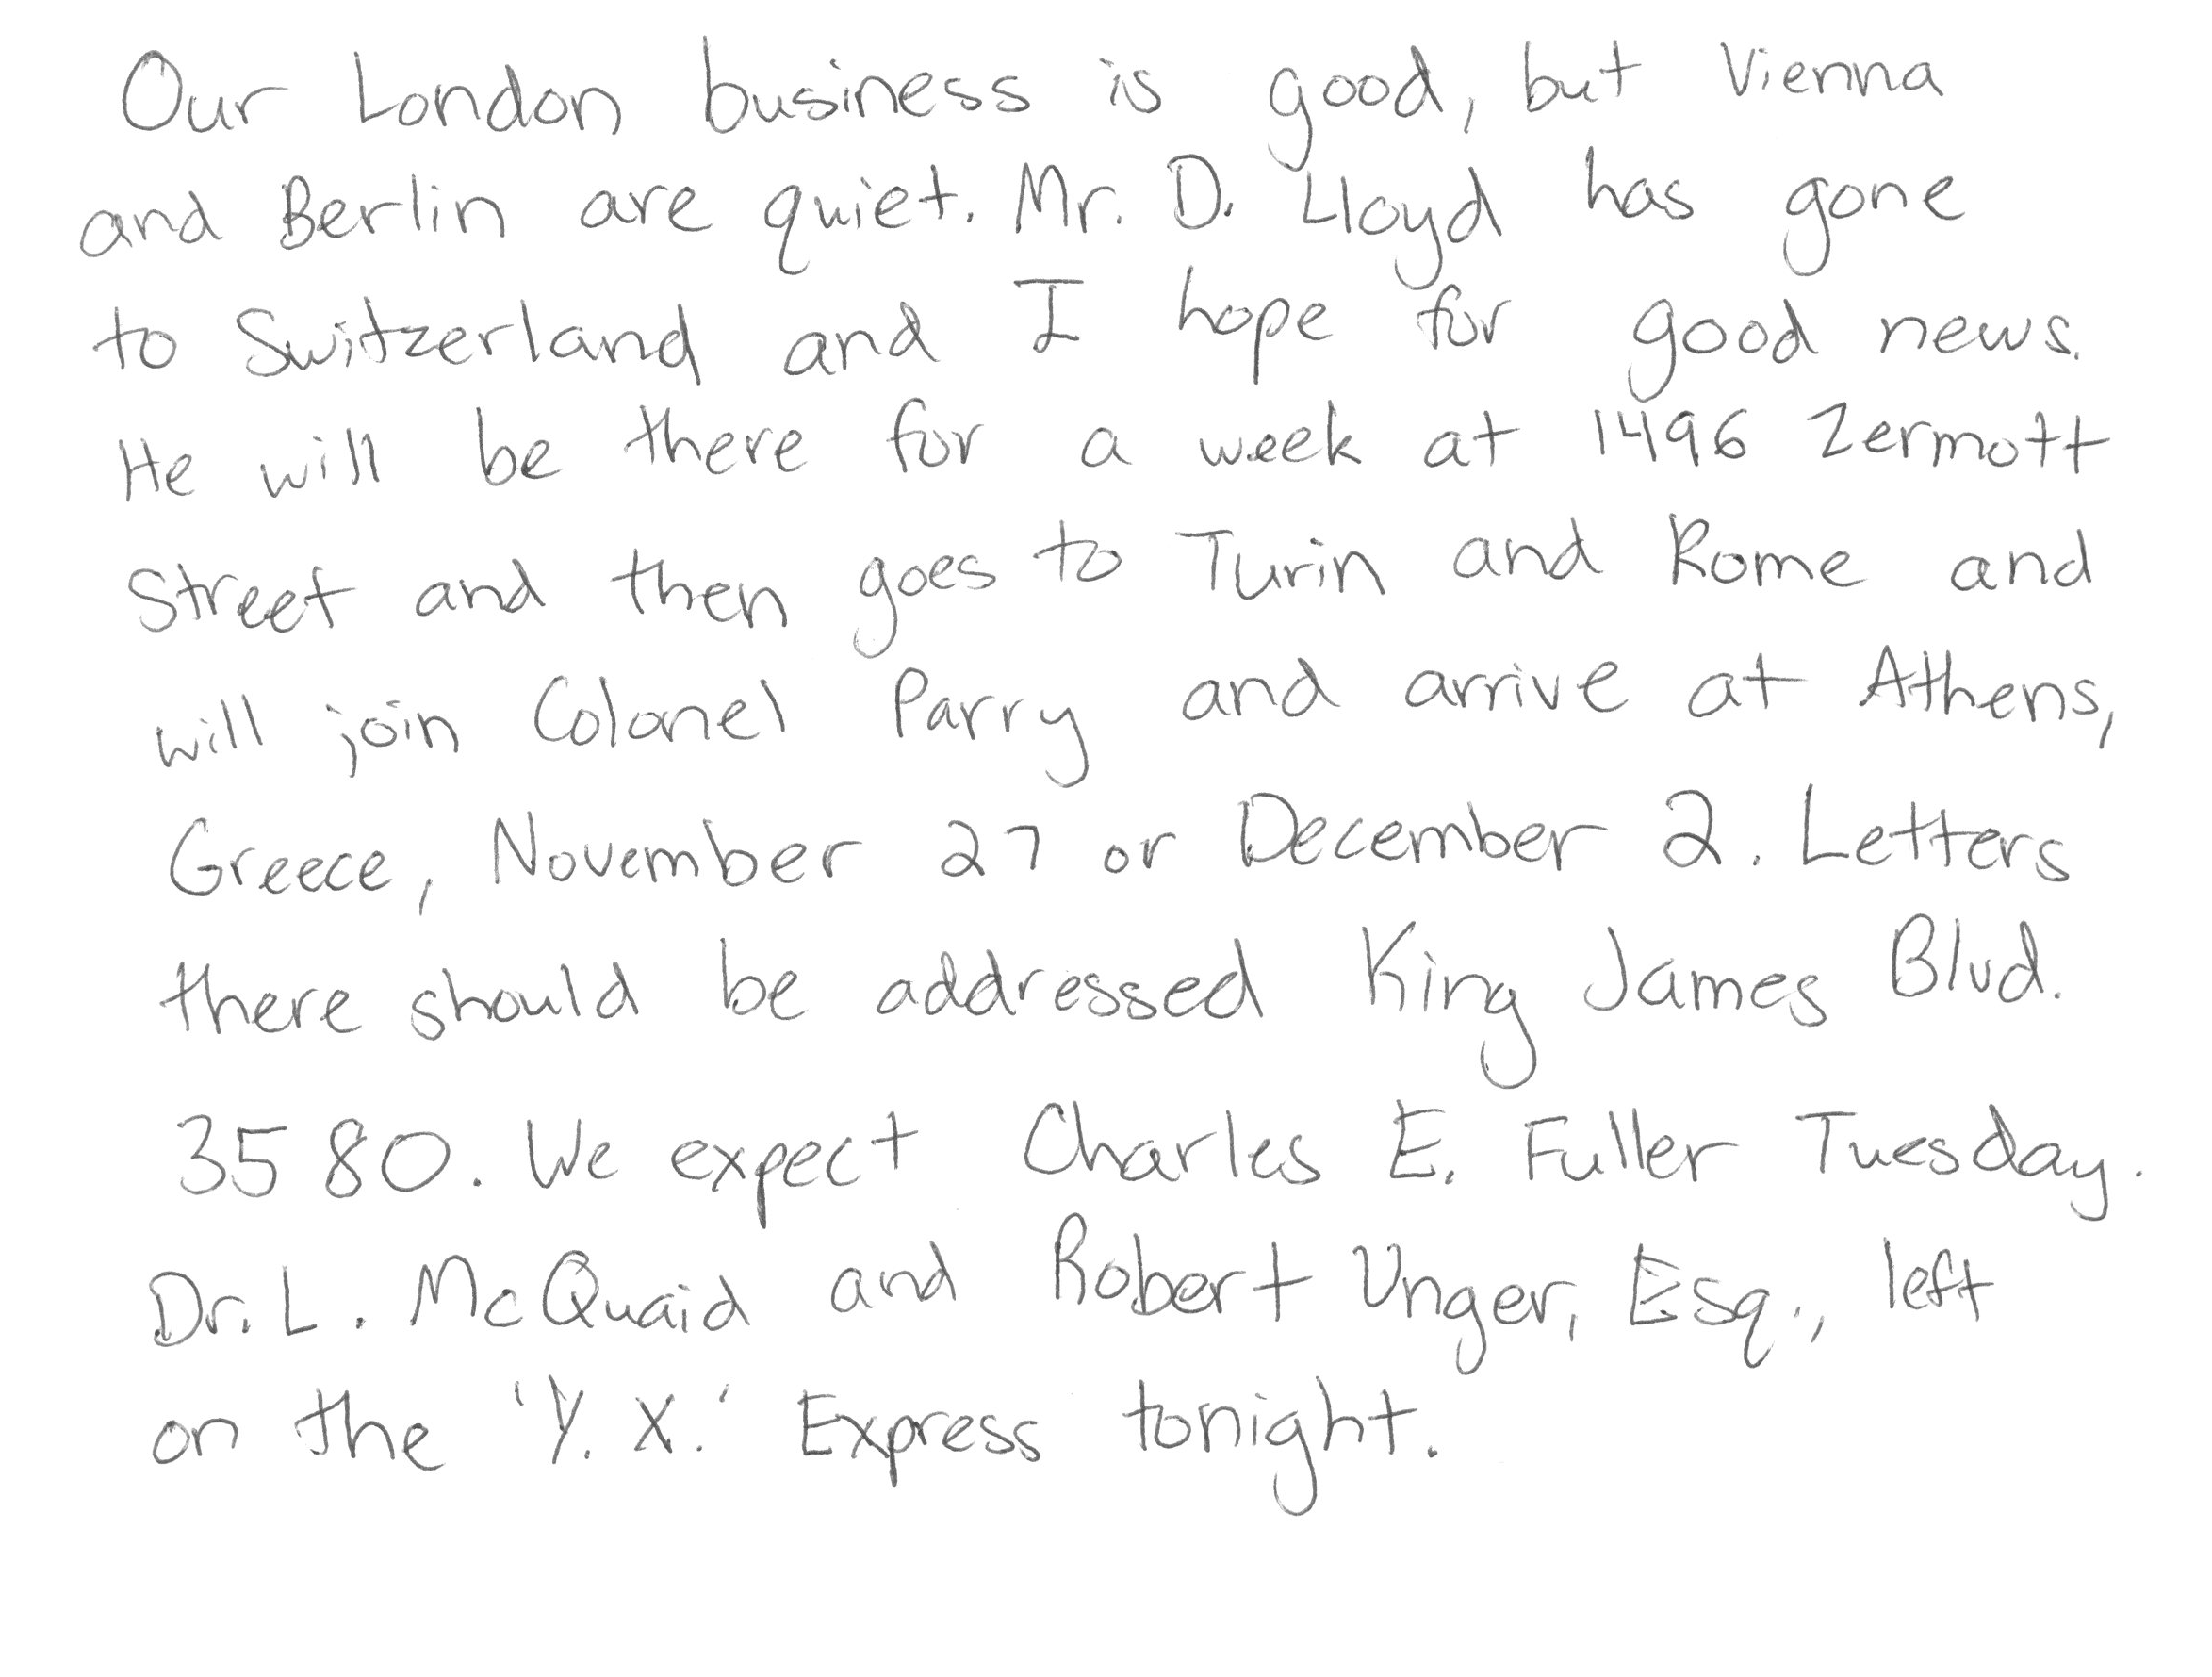 Our London business is good, but Vienna
and Berlin are quiet. Mr. D. Lloyd has gone
to Switzerland and I hope for good news.
He will be there for a week at 1496 Zermott
Street and then goes to Turin and Rome and
will join Colonel Parry and arrive at Athens,
Greece, November 27 or December 2. Letters
there should be addressed King James Blvd.
3580. We expect Charles E. Fuller Tuesday.
Dr. L. McQuaid and Robert Unger, Esq., left
on the 'Y. X.' Express tonight.